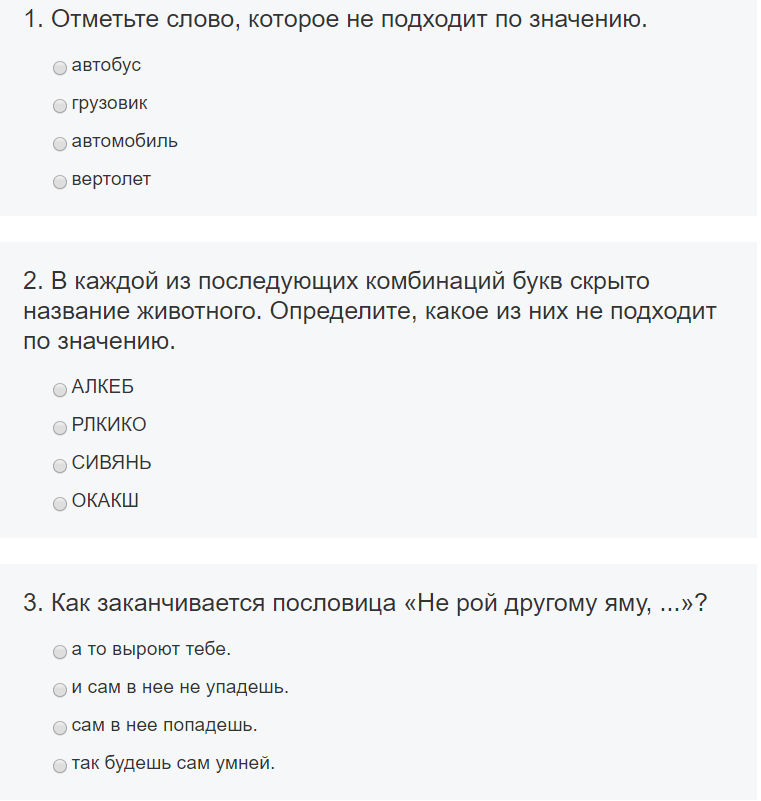 1. Отметьте слово, которое не подходит по значению.
автобус
грузовик
автомобиль
вертолет
2. В каждой из последующих комбинаций букв скрыто
название животного. Определите, какое из них не подходит
по значению.
АЛКЕБ
РЛКИКО
СИВЯНЬ
ОКАКШ
3. Как заканчивается пословица «Не рой другому яму, ...»?
а то выроют тебе.
и сам в нее не упадешь.
сам в нее попадешь.
так будешь сам умней.